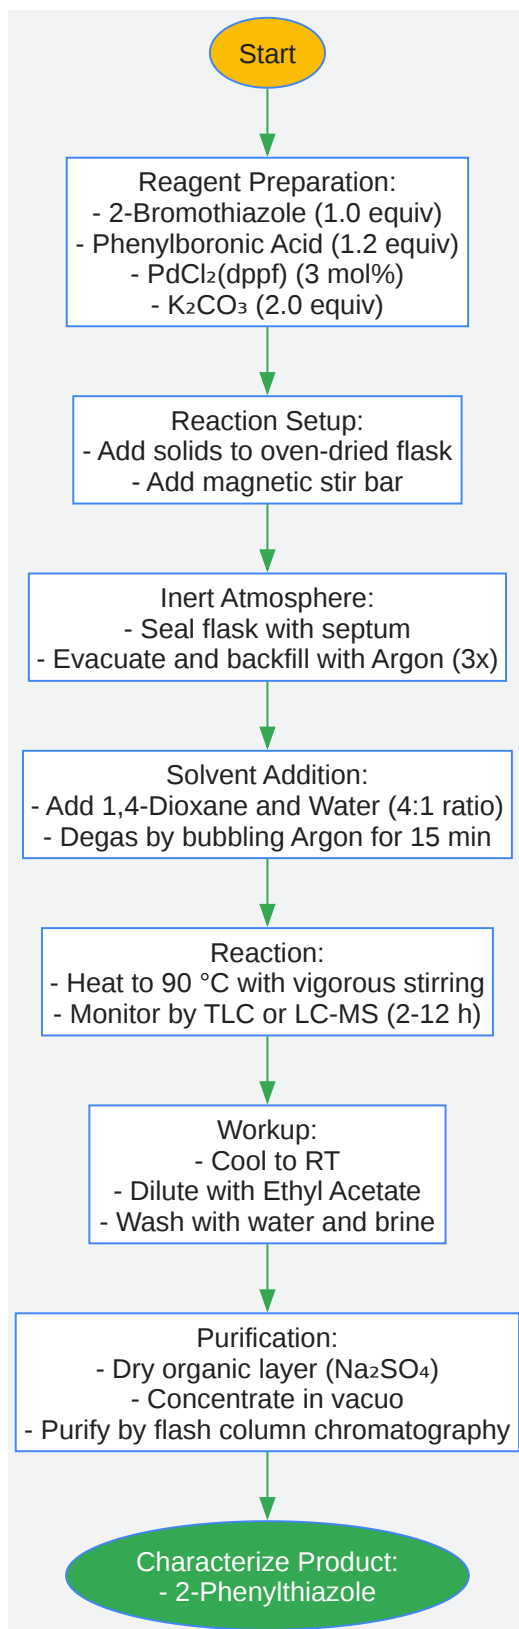 Start
Reagent Preparation:
- 2-Bromothiazole (1.0 equiv)
- Phenylboronic Acid (1.2 equiv)
- PdCl₂(dppf) (3 mol%)
- K₂CO₃ (2.0 equiv)
Reaction Setup:
- Add solids to oven-dried flask
- Add magnetic stir bar
Inert Atmosphere:
- Seal flask with septum
- Evacuate and backfill with Argon (3x)
Solvent Addition:
- Add 1,4-Dioxane and Water (4:1 ratio)
- Degas by bubbling Argon for 15 min
Reaction:
- Heat to 90 °C with vigorous stirring
- Monitor by TLC or LC-MS (2-12 h)
Workup:
- Cool to RT
- Dilute with Ethyl Acetate
- Wash with water and brine
Purification:
- Dry organic layer (Na₂SO₄)
- Concentrate in vacuo
- Purify by flash column chromatography
Characterize Product:
- 2-Phenylthiazole